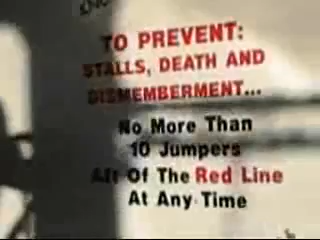 TO PREVENT:
STALLS, DEATH AND
DISMEMBERMENT...
No More Than
10 Jumpers
Aft Of The Red Line
At Any Time